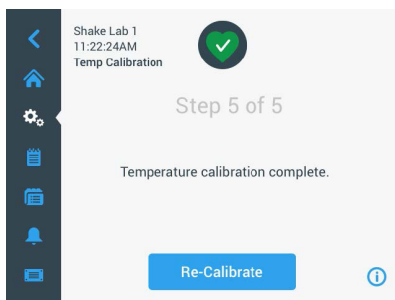 Shake Lab 1
11:22:24AM
Temp Calibration
Step 5 of 5
Temperature calibration complete.
Re-Calibrate